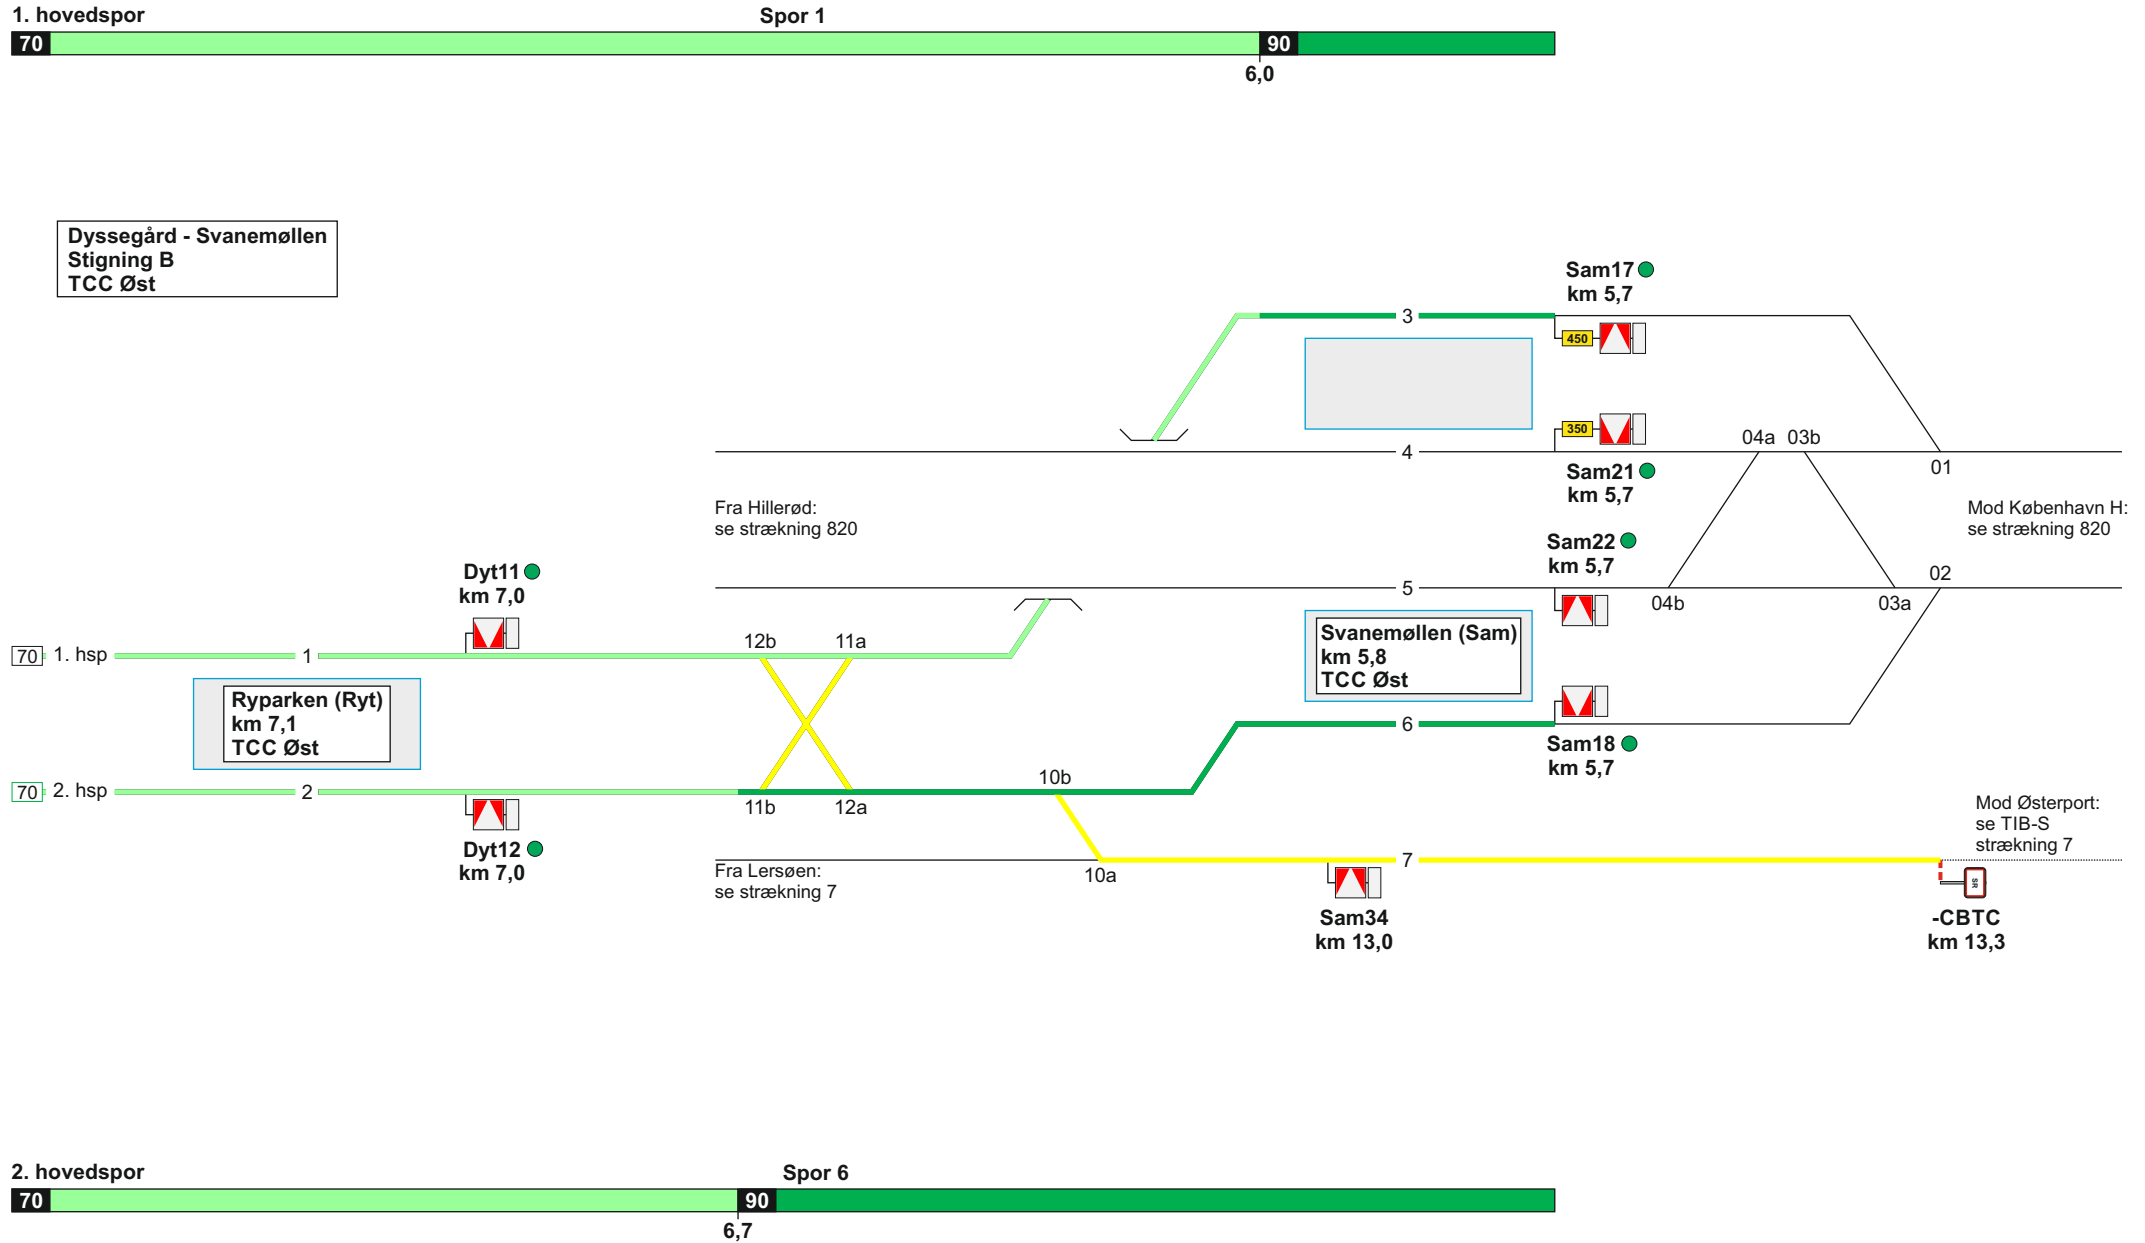 1. hovedspor
Spor 1
70
90
6,0
Dyssegård - Svanemøllen
Stigning B
TCC Øst
Sam17
km 5,7
3
450
350
4
04a 03b
01
Sam21
km 5,7
Fra Hillerød:
se strækning 820
Mod København H:
se strækning 820
Sam22
km 5,7
Dyt11
km 7,0
5
02
04b
03a
12b
11a
70
1. hsp
1
Svanemøllen (Sam)
km 5,8
TCC Øst
Ryparken (Ryt)
km 7,1
TCC Øst
6
Sam18
km 5,7
10b
70
2. hsp
2
11b
12a
Mod Østerport:
se TIB-S
strækning 7
Dyt12
km 7,0
Fra Lersøen:
se strækning 7
10a
7
SR
Sam34
km 13,0
-CBTC
km 13,3
2. hovedspor
Spor 6
70
90
6,7